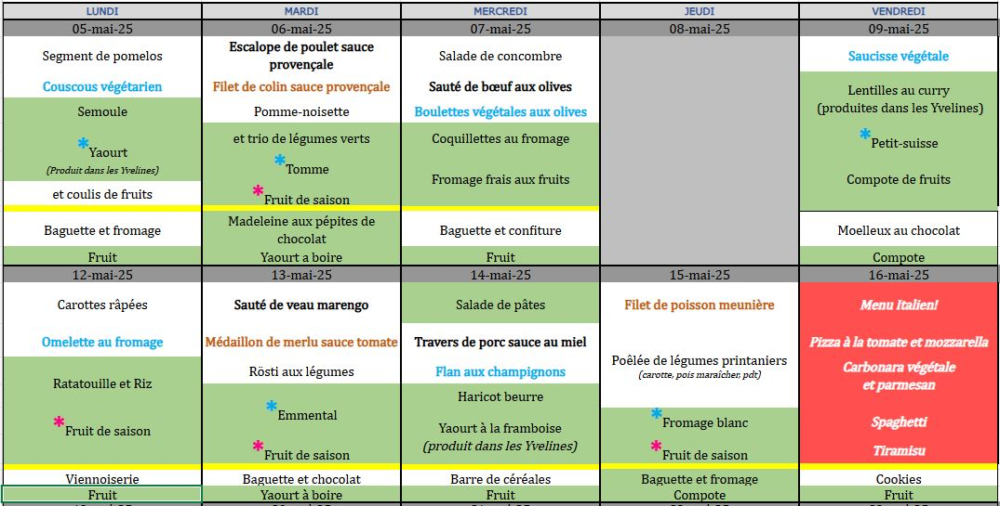 LUNDI MARDI MERCREDI JEUDI VENDREDI
05-mai-25 06-mai-25 07-mai-25 08-mai-25 09-mai-25
Segment de pomelos
Couscous végétarien
Semoule
*Yaourt
(Produit dans les Yvelines)
et coulis de fruits
Baguette et fromage
Fruit
Escalope de poulet sauce
provençale
Filet de colin sauce provençale
Pomme-noisette
et trio de légumes verts
*Tomme
*Fruit de saison
Madeleine aux pépites de
chocolat
Yaourt a boire
Salade de concombre
Sauté de bœuf aux olives
Boulettes végétales aux olives
Coquillettes au fromage
Fromage frais aux fruits
Baguette et confiture
Fruit
Saucisse végétale
Lentilles au curry
(produites dans les Yvelines)
*Petit-suisse
Compote de fruits
Moelleux au chocolat
Compote
12-mai-25 13-mai-25 14-mai-25 15-mai-25 16-mai-25
Carottes râpées
Omelette au fromage
Ratatouille et Riz
*Fruit de saison
Viennoiserie
Fruit
Sauté de veau marengo
Médaillon de merlu sauce tomate
Rösti aux légumes
*Emmental
*Fruit de saison
Baguette et chocolat
Yaourt à boire
Salade de pâtes
Travers de porc sauce au miel
Flan aux champignons
Haricot beurre
Yaourt à la framboise
(produit dans les Yvelines)
Barre de céréales
Fruit
Filet de poisson meunière
Poêlée de légumes printaniers
(carotte, pois maraîcher, pdt)
*Fromage blanc
*Fruit de saison
Baguette et fromage
Compote
Menu Italien!
Pizza à la tomate et mozzarella
Carbonara végétale
et parmesan
Spaghetti
Tiramisu
Cookies
Fruit